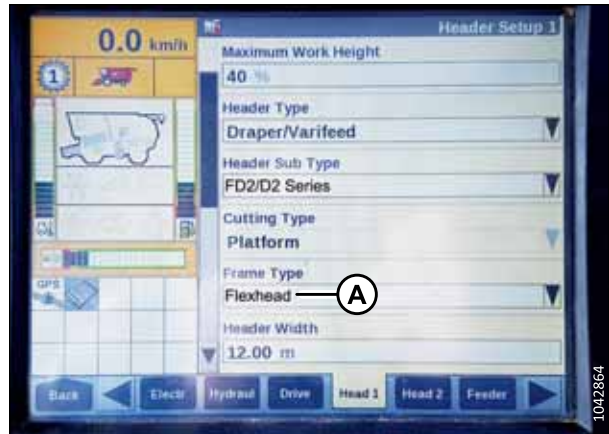 0.0 km/h
Header Setup 1
Maximum Work Height
40 %
1
Header Type
Draper/Varifeed
Header Sub Type
FD2/D2 Series
Cutting Type
Platform
Frame Type
Flexhead
A
GPS
Header Width
12.00 m
Back
Electr
Hydraul
Drive
Head 1
Head 2
Feeder
1042864